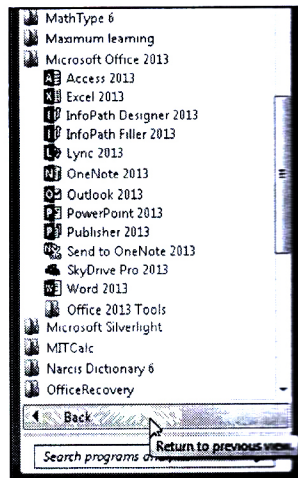 MathType 6
Maximum learning
Microsoft Office 2013
Access 2013
Excel 2013
InfoPath Designer 2013
InfoPath Filler 2013
Lync 2013
OneNote 2013
Outlook 2013
PowerPoint 2013
Publisher 2013
Send to OneNote 2013
SkyDrive Pro 2013
Word 2013
Office 2013 Tools
Microsoft Silverlight
MITCalc
Narcis Dictionary 6
OfficeRecovery
Back
Return to previous view
Search programs